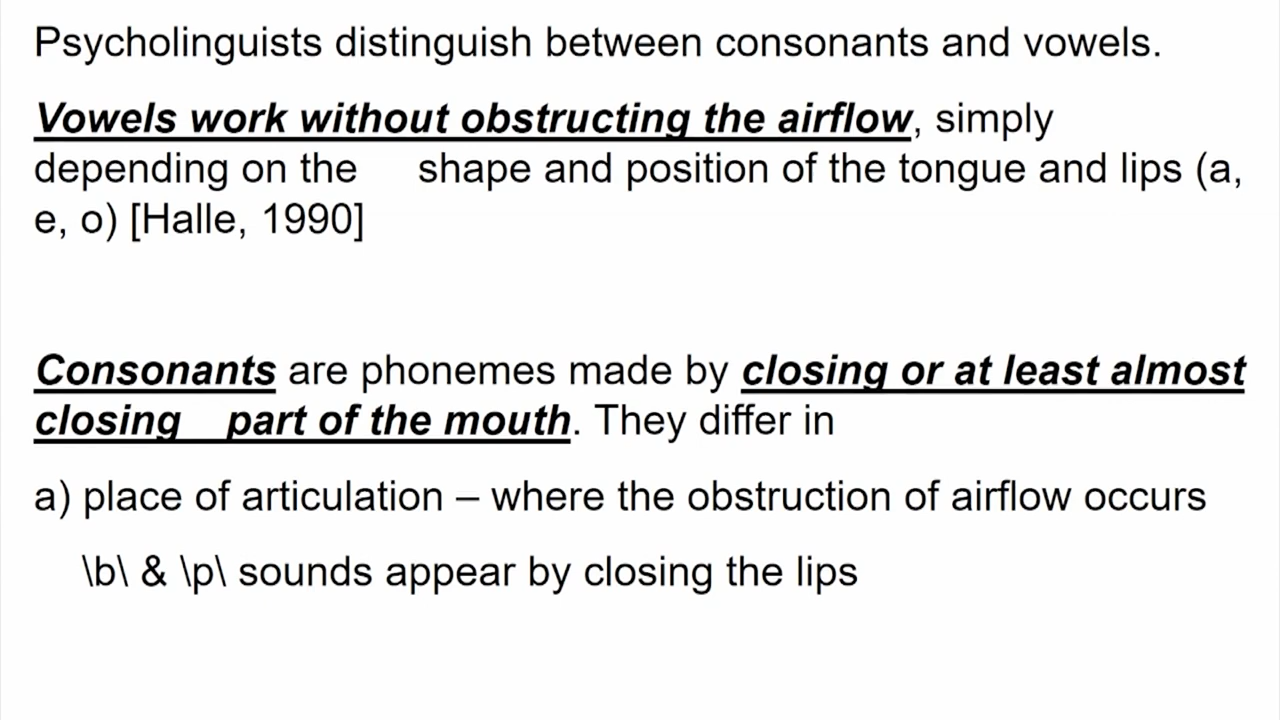 Psycholinguists distinguish between consonants and vowels.
Vowels work without obstructing the airflow, simply
depending on the shape and position of the tongue and lips (a,
e, o) [Halle, 1990]
Consonants are phonemes made by closing or at least almost
closing part of the mouth. They differ in
a) place of articulation – where the obstruction of airflow occurs
\b\ & \p\ sounds appear by closing the lips